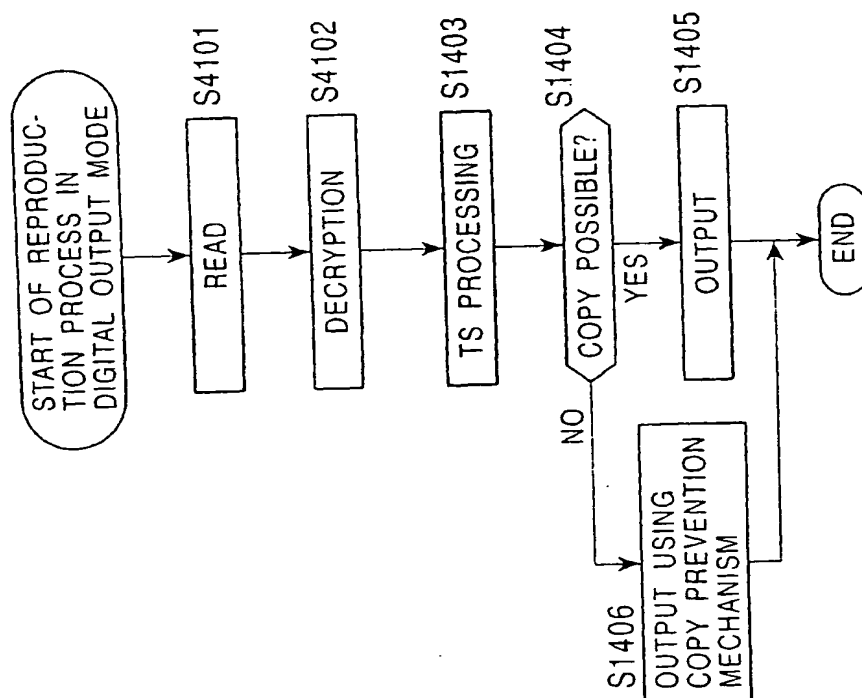 START OF REPRODUC-
TION PROCESS IN
DIGITAL OUTPUT MODE
S4101
READ
S4102
DECRYPTION
S1403
TS PROCESSING
S1404
COPY POSSIBLE?
NO
YES
S1405
OUTPUT
S1406
OUTPUT USING
COPY PREVENTION
MECHANISM
END